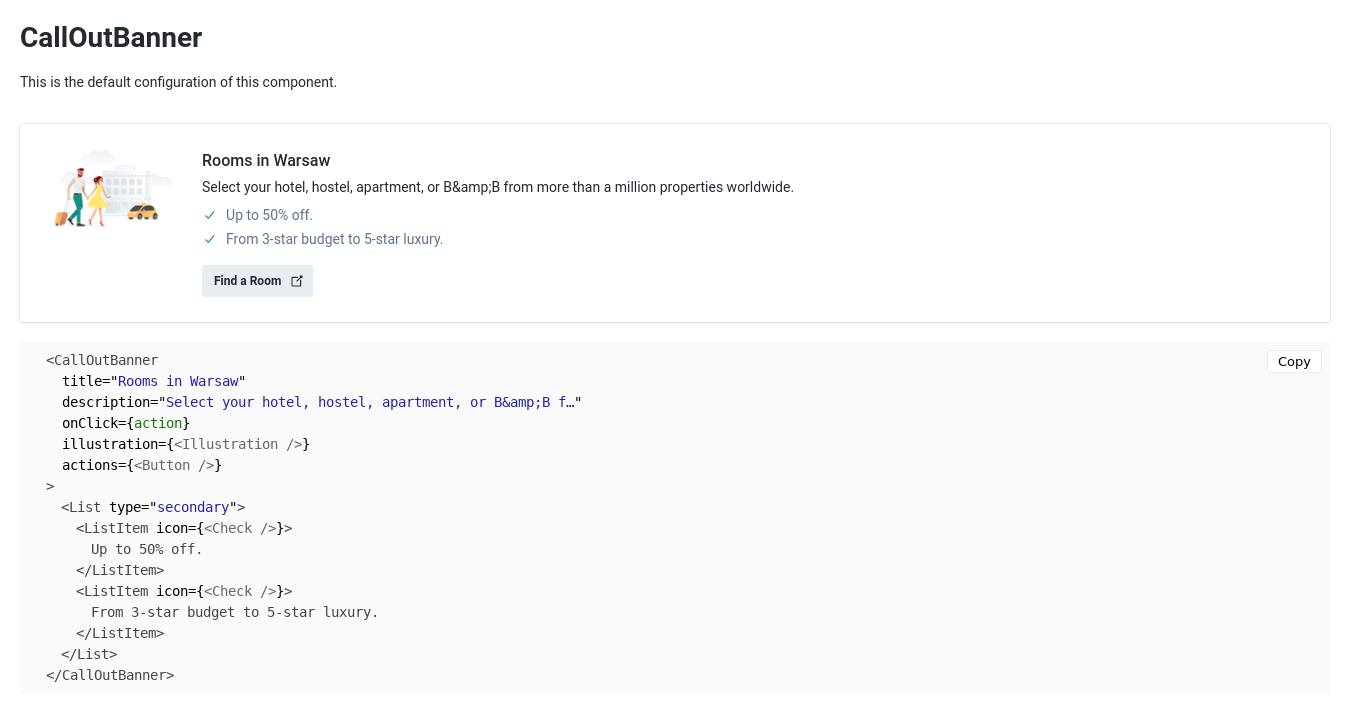 CallOutBanner
This is the default configuration of this component.
HOTEL
Rooms in Warsaw
Select your hotel, hostel, apartment, or B&amp;B from more than a million properties worldwide.
Up to 50% off.
From 3-star budget to 5-star luxury.
Find a Room
Copy
<CallOutBanner
title="Rooms in Warsaw"
description="Select your hotel, hostel, apartment, or B&amp;B f…"
onClick={action}
illustration={<Illustration />}
actions={<Button />}
>
<List type="secondary">
<ListItem icon={<Check />}>
Up to 50% off.
</ListItem>
<ListItem icon={<Check />}>
From 3-star budget to 5-star luxury.
</ListItem>
</List>
</CallOutBanner>